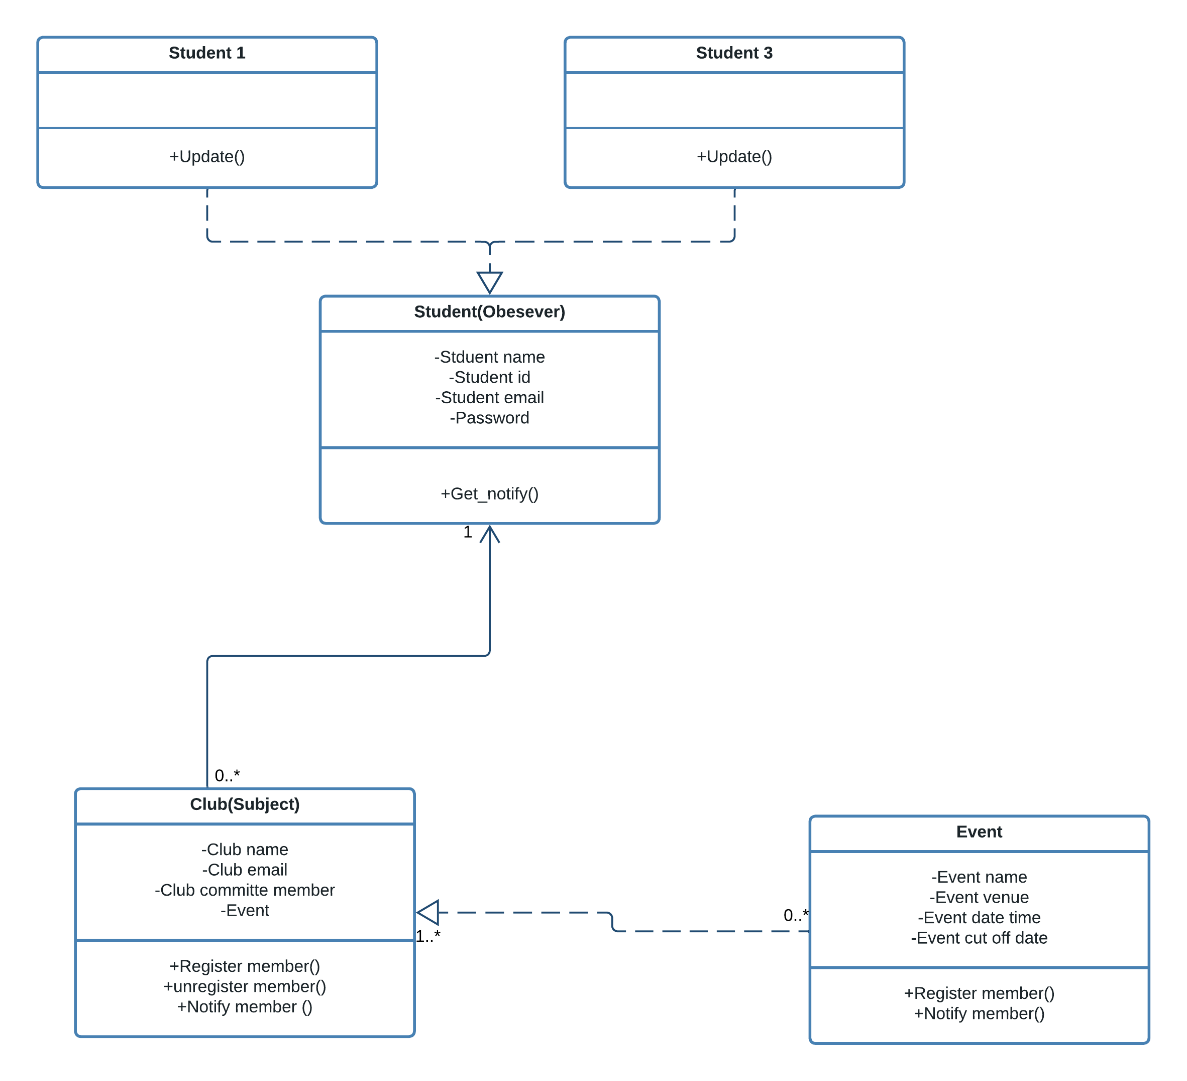 Student 1
+Update()
Student 3
+Update()
Student(Obesever)
-Stduent name
-Student id
-Student email
-Password
+Get_notify()
1
0..*
Club(Subject)
-Club name
-Club email
-Club committe member
-Event
+Register member()
+unregister member()
+Notify member ()
1..*
0..*
Event
-Event name
-Event venue
-Event date time
-Event cut off date
+Register member()
+Notify member()